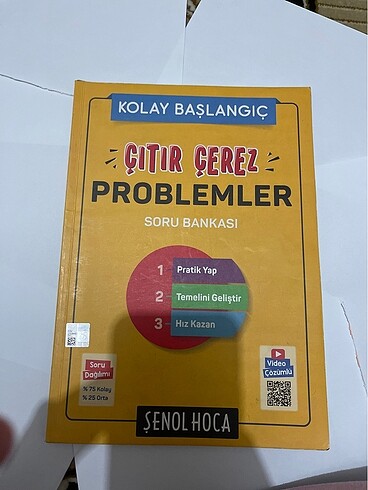 KOLAY BAŞLANGIÇ
ÇITIR ÇEREZ
PROBLEMLER
SORU BANKASI
1 Pratik Yap
2 Temelini Geliştir
3 Hız Kazan
Soru
Dağılımı
% 75 Kolay
% 25 Orta
Video
Çözümlü
ŞENOL HOCA